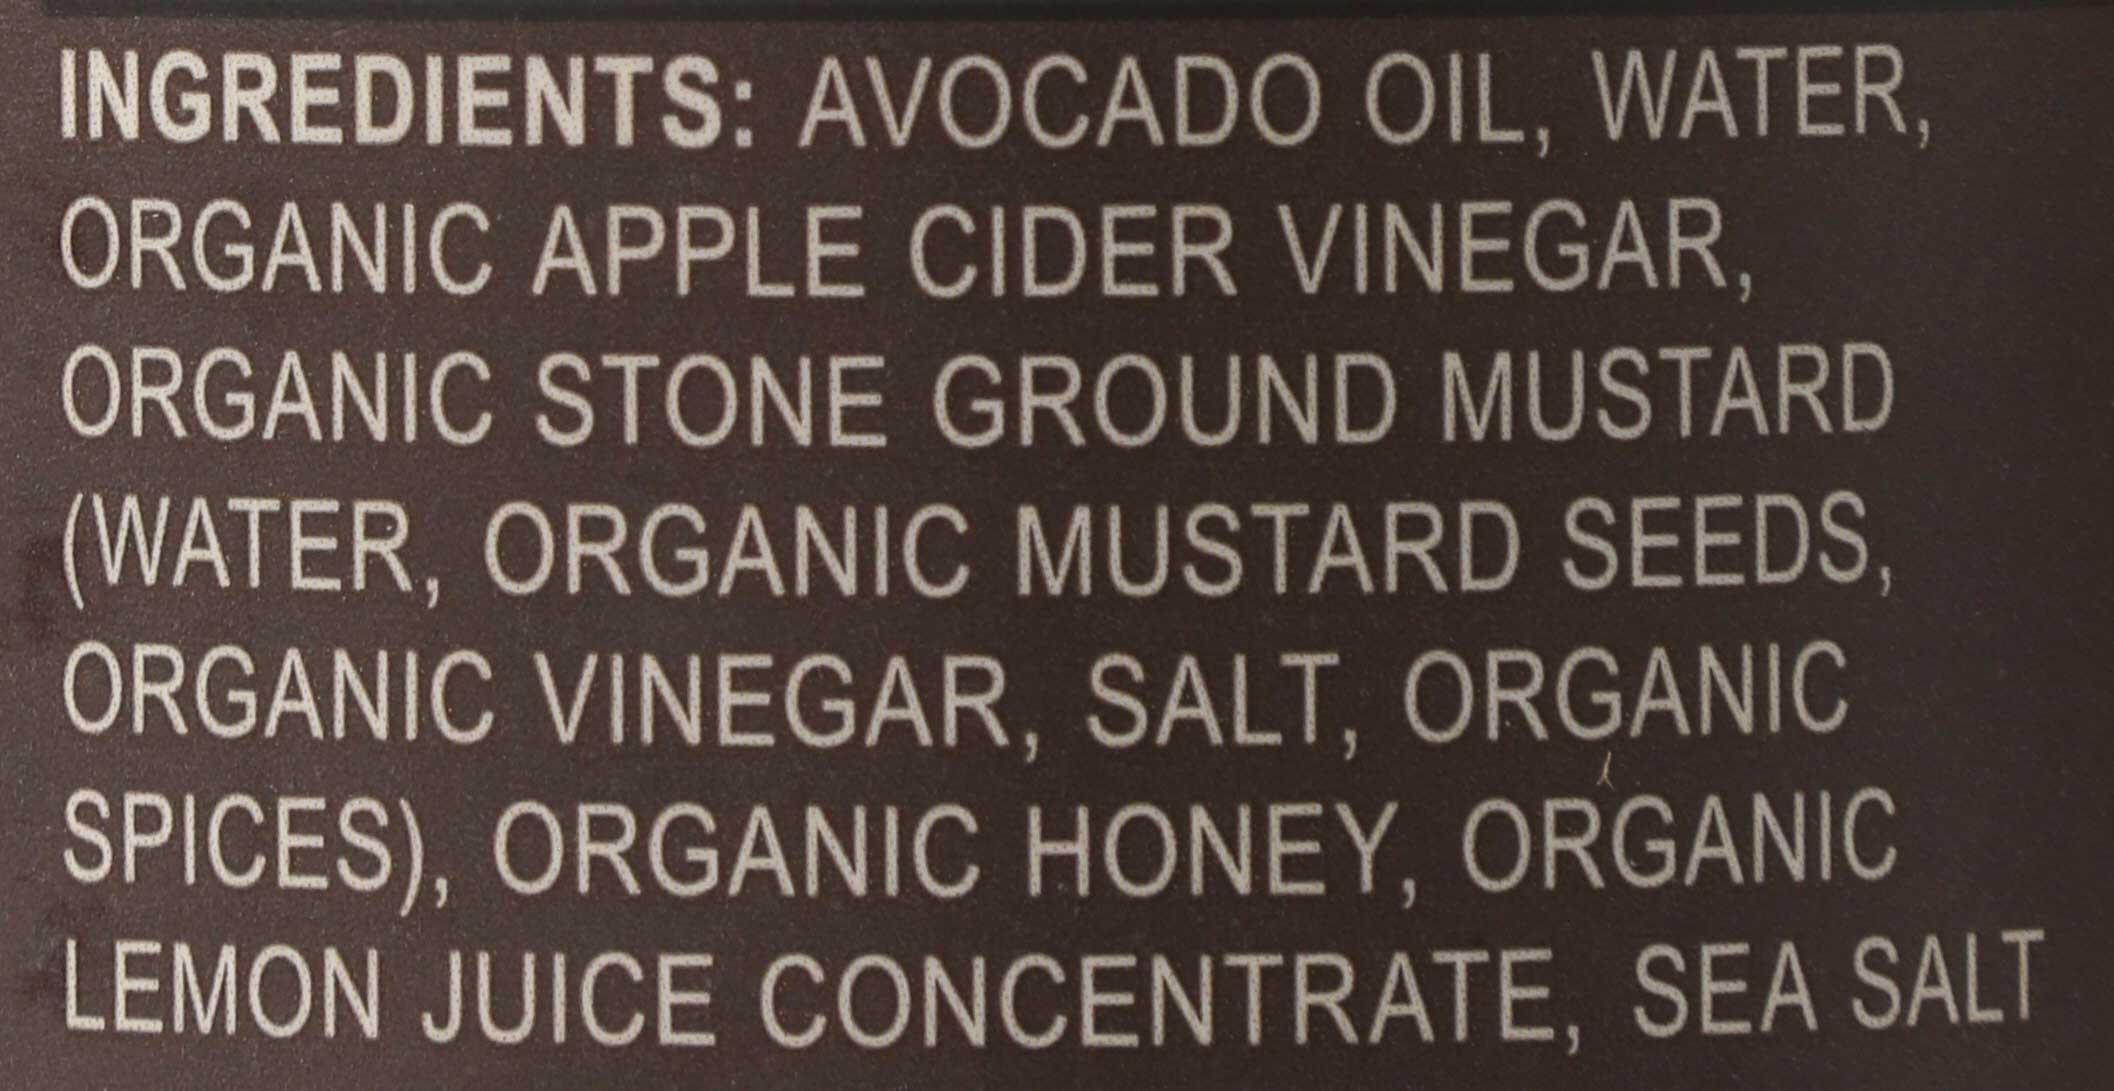 INGREDIENTS: AVOCADO OIL, WATER,
ORGANIC APPLE CIDER VINEGAR,
ORGANIC STONE GROUND MUSTARD
(WATER, ORGANIC MUSTARD SEEDS,
ORGANIC VINEGAR, SALT, ORGANIC
SPICES), ORGANIC HONEY, ORGANIC
LEMON JUICE CONCENTRATE, SEA SALT